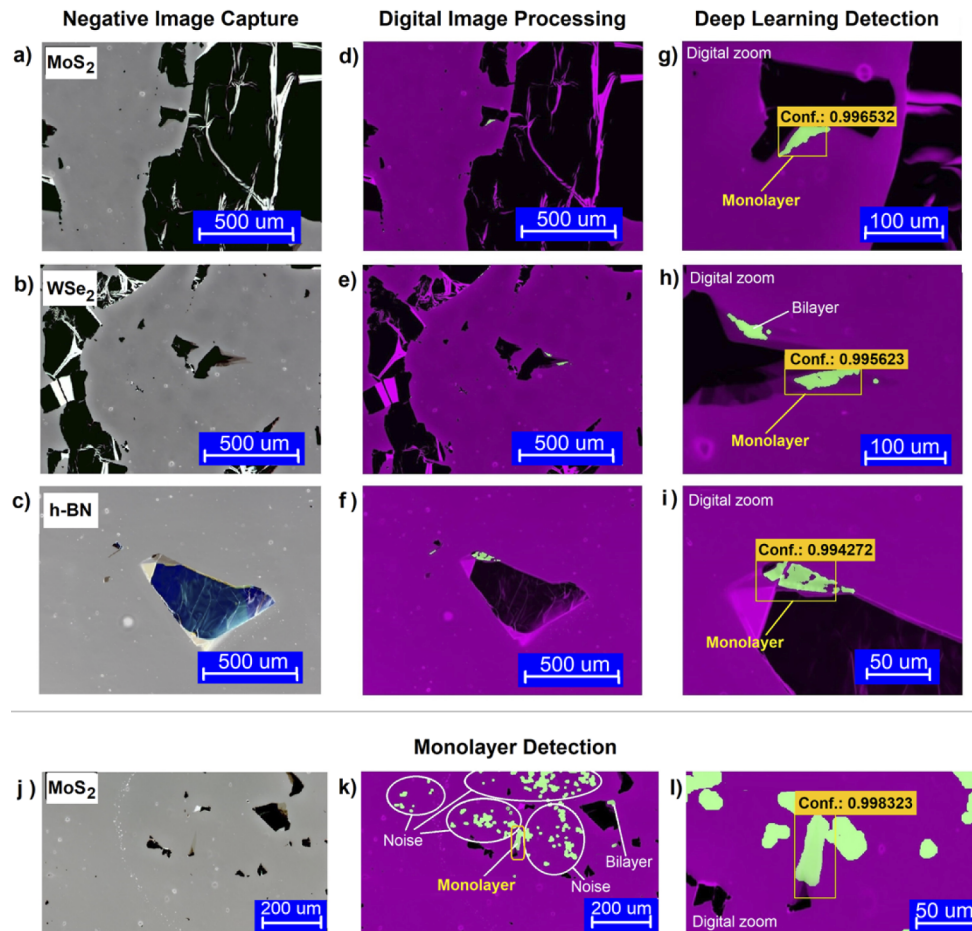 Negative Image Capture
Digital Image Processing
Deep Learning Detection
a)
MoS₂
500 um
d)
500 um
g)
Digital zoom
Conf.: 0.996532
Monolayer
100 um
b)
WSe₂
500 um
e)
500 um
h)
Digital zoom
Bilayer
Conf.: 0.995623
Monolayer
100 um
c)
h-BN
500 um
f)
500 um
i)
Digital zoom
Conf.: 0.994272
Monolayer
50 um
Monolayer Detection
j)
MoS₂
200 um
k)
Noise
Monolayer
Noise
Bilayer
200 um
l)
Conf.: 0.998323
Digital zoom
50 um